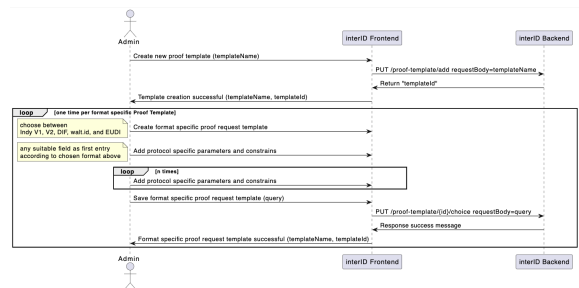 Admin
interID Frontend
interID Backend
Create new proof template (templateName)
PUT /proof-template/add requestBody=templateName
Return "templateId"
Template creation successful (templateName, templateId)
loop [one time per format specific Proof Template]
choose between
Indy V1, V2, DIF, walt.id, and EUDI
Create format specific proof request template
any suitable field as first entry
according to chosen format above
Add protocol specific parameters and constrains
loop [n times]
Add protocol specific parameters and constrains
Save format specific proof request template (query)
PUT /proof-template/{id}/choice requestBody=query
Response success message
Format specific proof request template successful (templateName, templateId)
Admin
interID Frontend
interID Backend